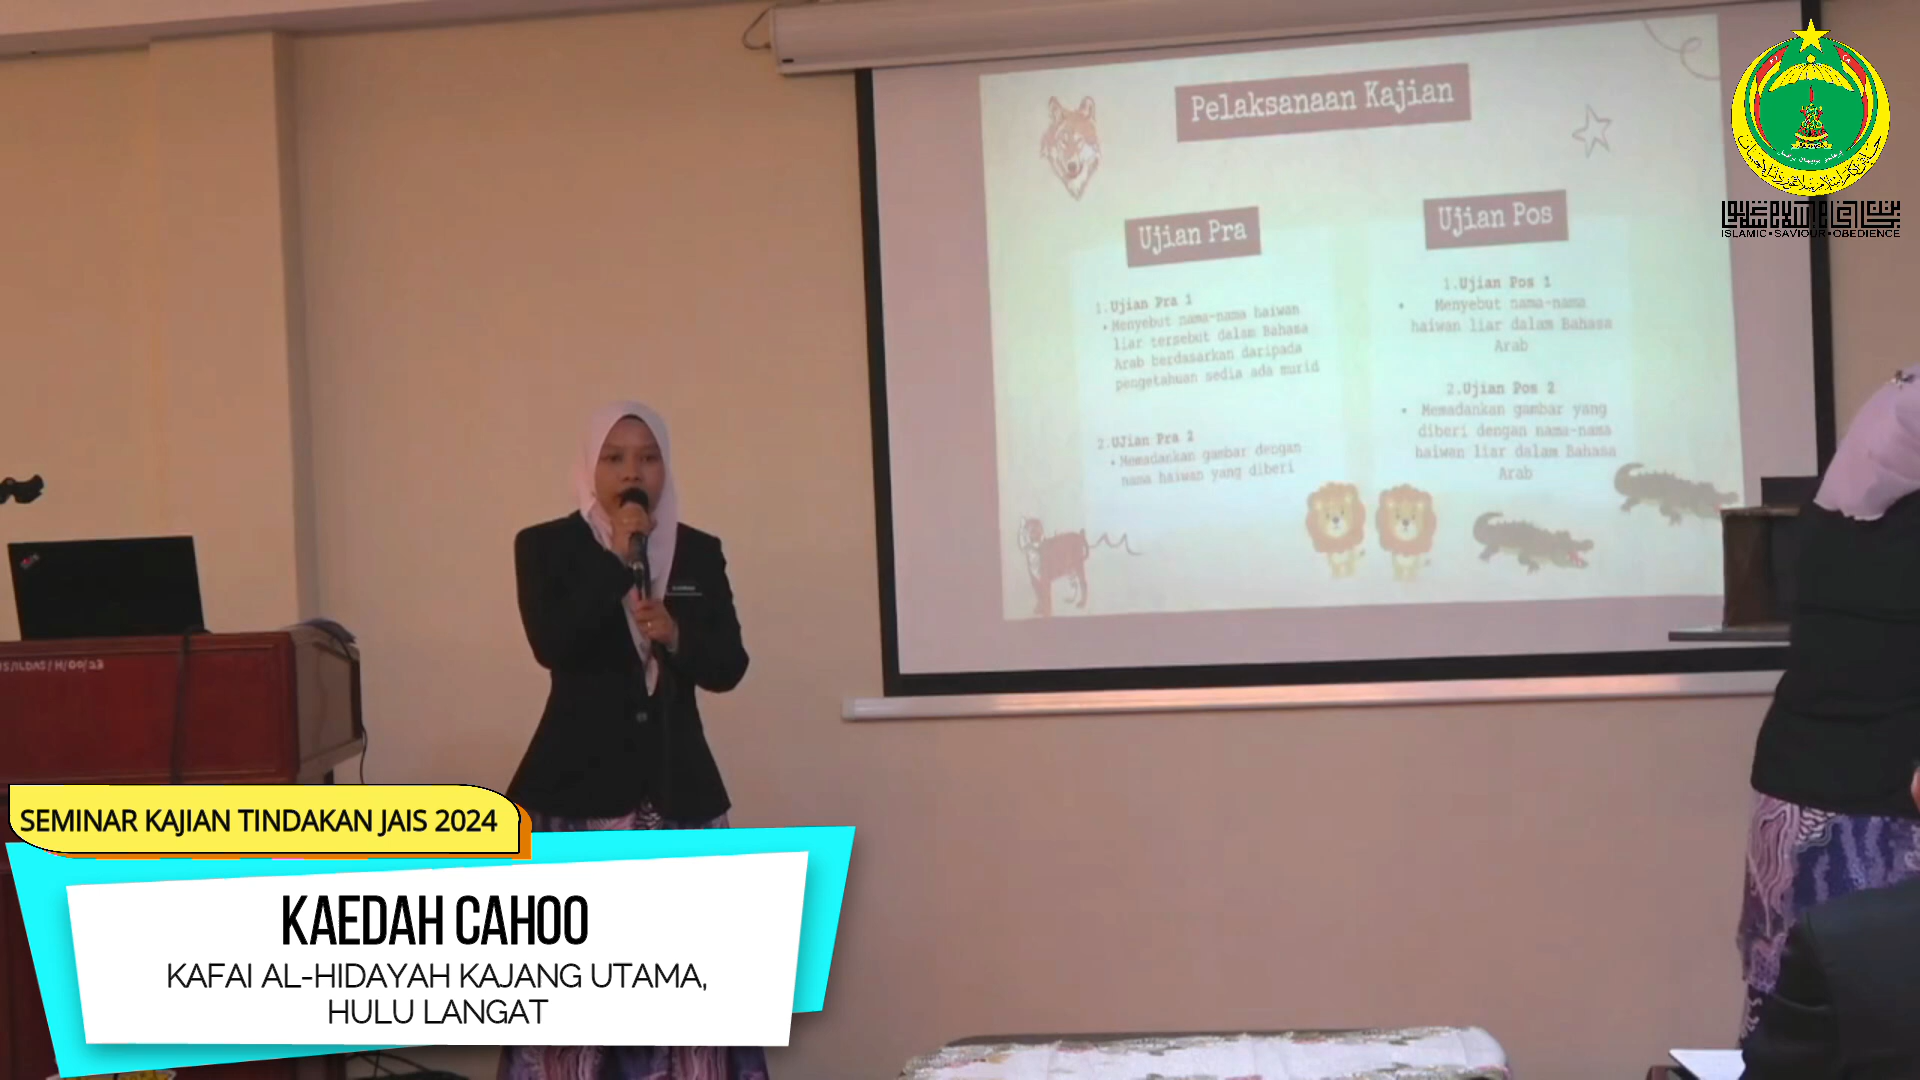 Pelaksanaan Kajian
Ujian Pra
1.Ujian Pra 1
• Menyebut nama-nama haiwan
liar tersebut dalam Bahasa
Arab berdasarkan daripada
pengetahuan sedia ada murid
2.UJian Pra 2
• Memadankan gambar dengan
nama haiwan yang diberi
Ujian Pos
1.Ujian Pos 1
• Menyebut nama-nama
haiwan liar dalam Bahasa
Arab
2.Ujian Pos 2
• Memadankan gambar yang
diberi dengan nama-nama
haiwan liar dalam Bahasa
Arab
ISLAMIC•SAVIOUR•OBEDIENCE
SEMINAR KAJIAN TINDAKAN JAIS 2024
KAEDAH CAHOO
KAFAI AL-HIDAYAH KAJANG UTAMA,
HULU LANGAT